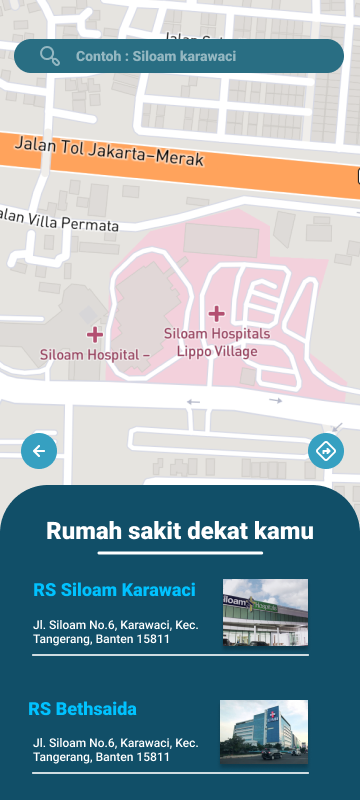 Contoh : Siloam karawaci
Jalan Tol Jakarta–Merak
alan Villa Permata
Siloam Hospitals
Lippo Village
Siloam Hospital –
Rumah sakit dekat kamu
RS Siloam Karawaci
Jl. Siloam No.6, Karawaci, Kec.
Tangerang, Banten 15811
RS Bethsaida
Jl. Siloam No.6, Karawaci, Kec.
Tangerang, Banten 15811